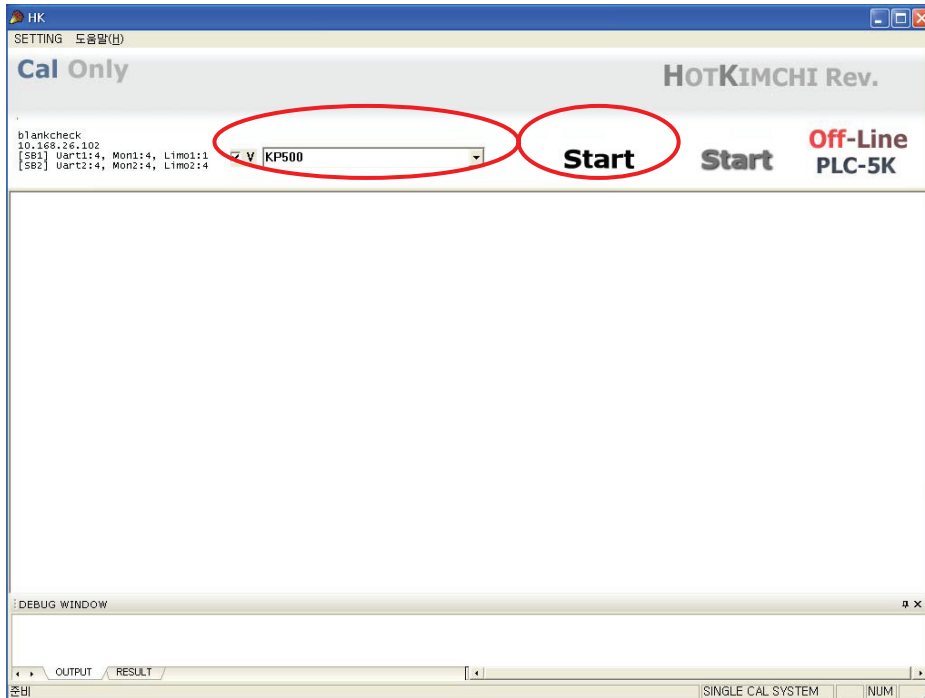 HK
SETTING 도움말(H)
Cal Only
HOTKIMCHI Rev.
blankcheck
10.168.26.102
[SB1] Uart1:4, Mon1:4, Limo1:1
[SB2] Uart2:4, Mon2:4, Limo2:4
V KP500
Start
Start
Off-Line
PLC-5K
DEBUG WINDOW
OUTPUT RESULT
준비 SINGLE CAL SYSTEM NUM